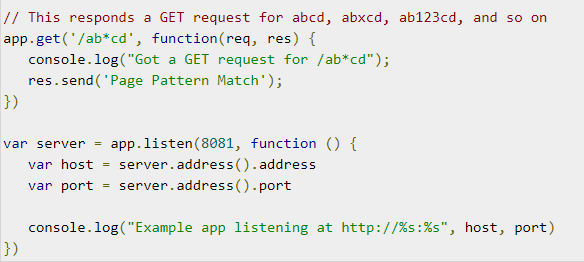 // This responds a GET request for abcd, abxcd, ab123cd, and so on
app.get('/ab*cd', function(req, res) {
   console.log("Got a GET request for /ab*cd");
   res.send('Page Pattern Match');
})

var server = app.listen(8081, function () {
   var host = server.address().address
   var port = server.address().port

   console.log("Example app listening at http://%s:%s", host, port)
})